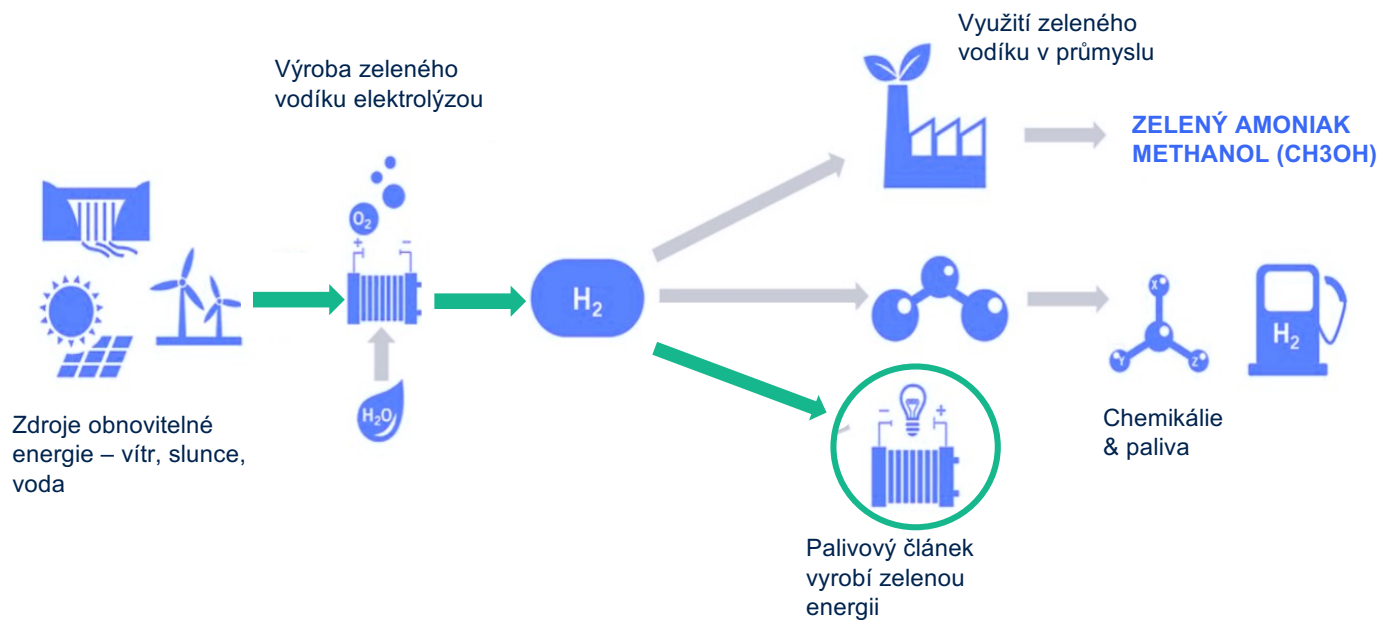 Využití zeleného
vodíku v průmyslu
Výroba zeleného
vodíku elektrolýzou
ZELENÝ AMONIAK
METHANOL (CH3OH)
O2
+ −
H2
H2O
X
Y Z
H2
− +
Zdroje obnovitelné
energie – vítr, slunce,
voda
Chemikálie
& paliva
Palivový článek
vyrobí zelenou
energii